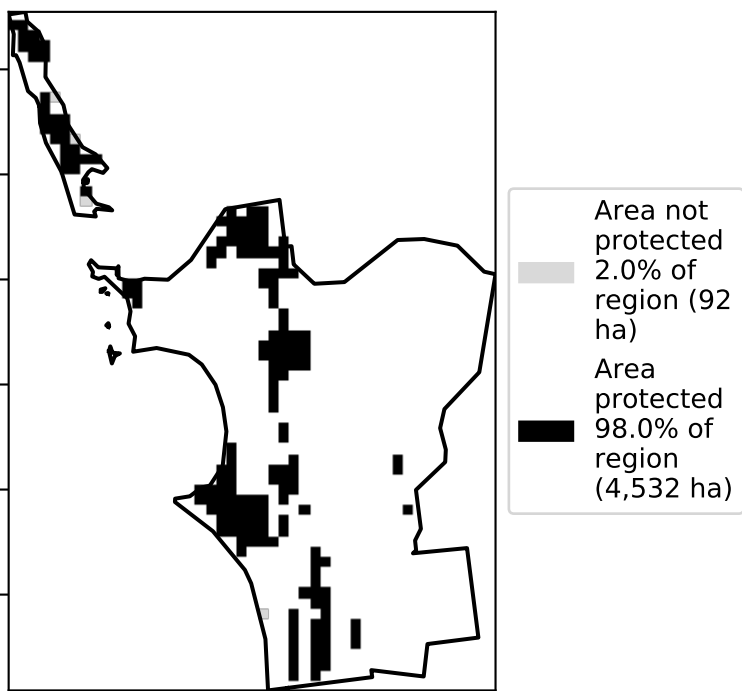 Area not
protected
2.0% of
region (92
ha)
Area
protected
98.0% of
region
(4,532 ha)